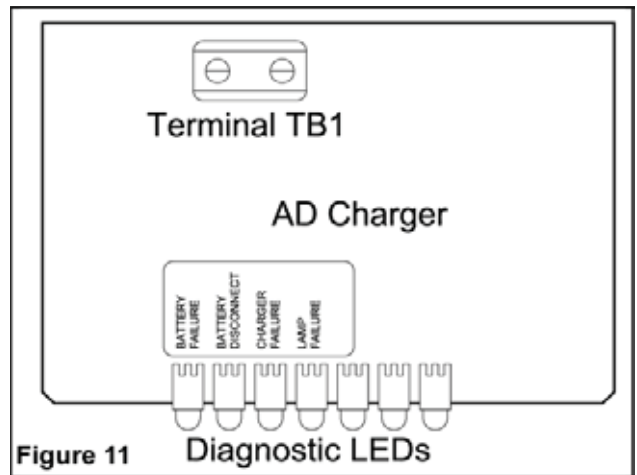 Terminal TB1
AD Charger
BATTERY
FAILURE
BATTERY
DISCONNECT
CHARGER
FAILURE
LAMP
FAILURE
Figure 11
Diagnostic LEDs